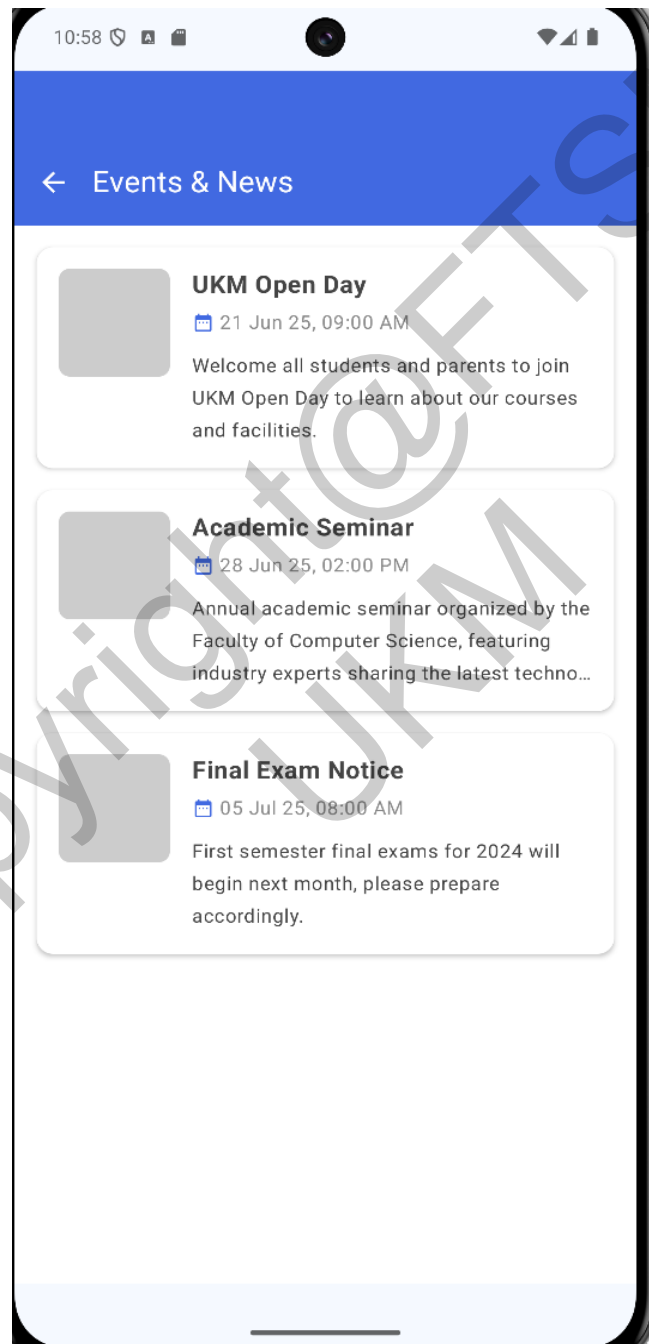 10:58
Events & News
UKM Open Day
21 Jun 25, 09:00 AM
Welcome all students and parents to join
UKM Open Day to learn about our courses
and facilities.
Academic Seminar
28 Jun 25, 02:00 PM
Annual academic seminar organized by the
Faculty of Computer Science, featuring
industry experts sharing the latest techno…
Final Exam Notice
05 Jul 25, 08:00 AM
First semester final exams for 2024 will
begin next month, please prepare
accordingly.
pyright@FTS
UKM